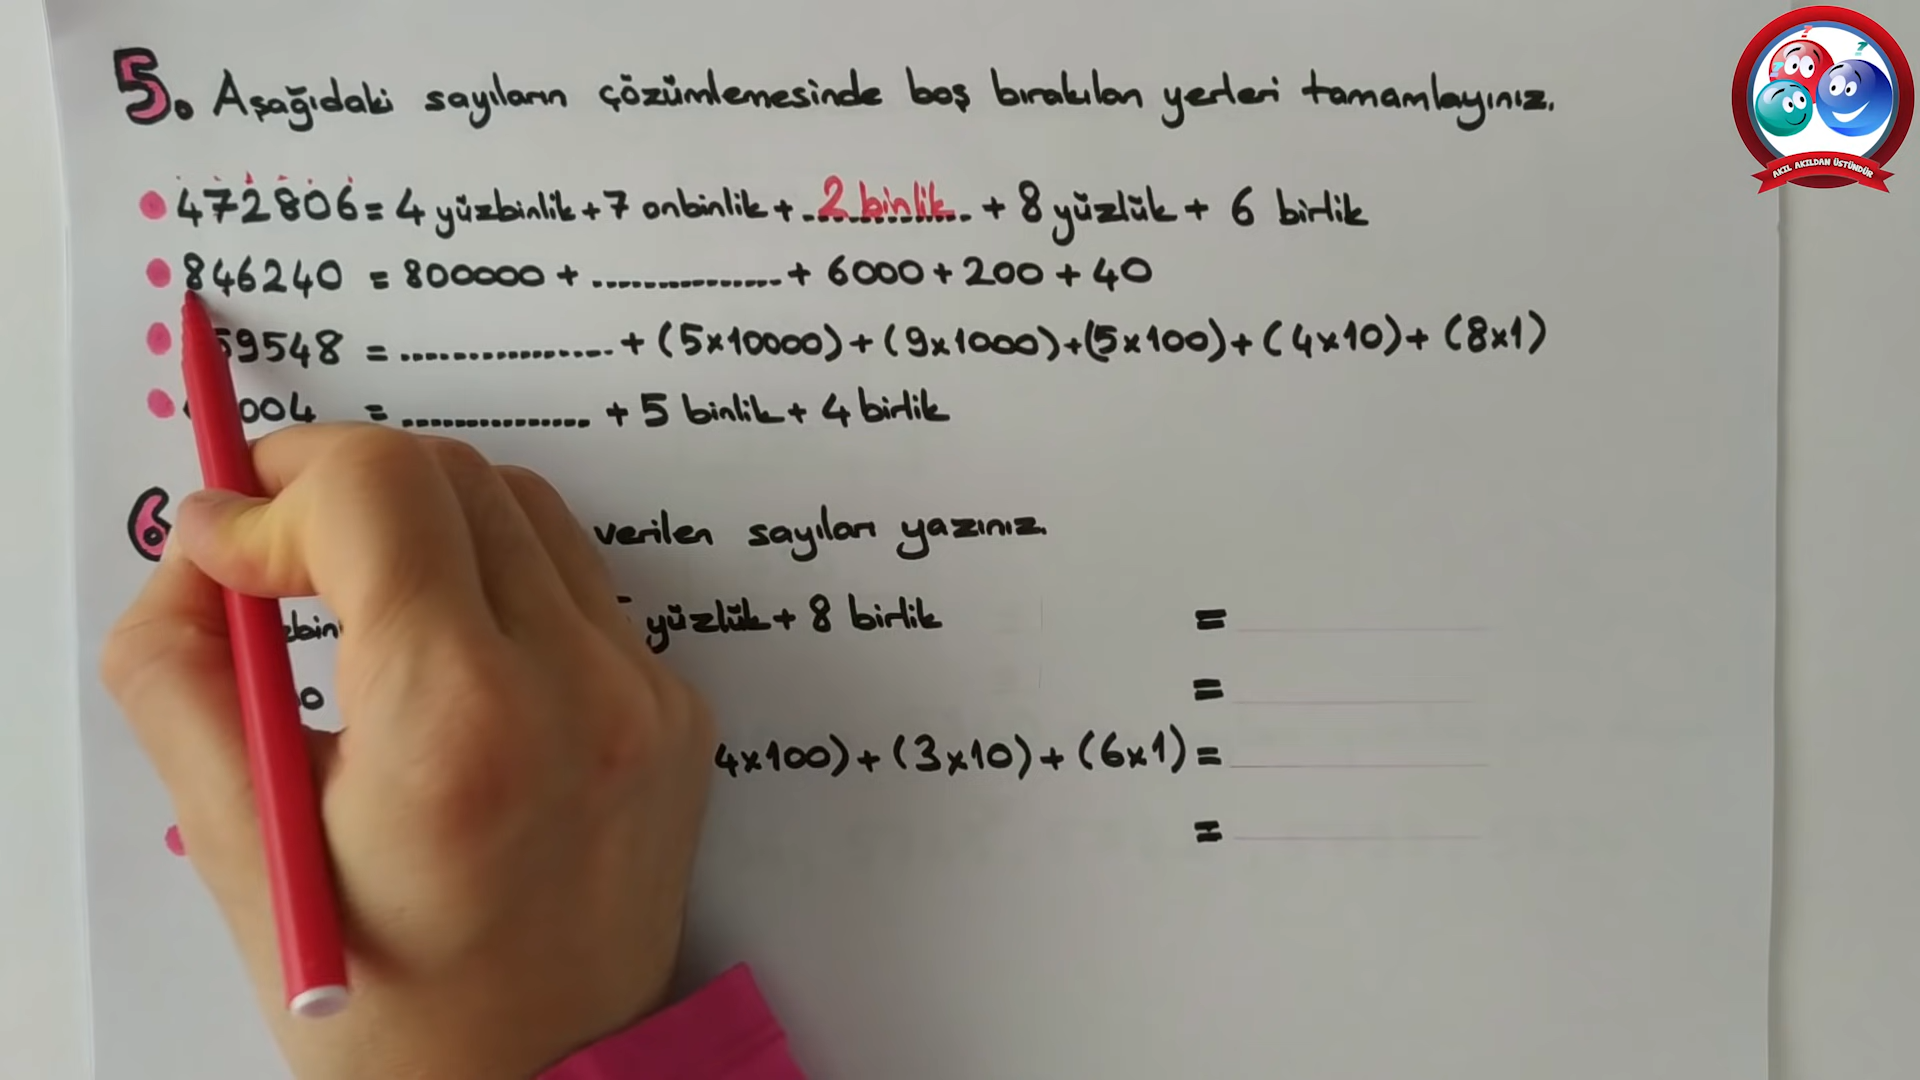 5. Aşağıdaki sayıların çözümlemesinde boş bırakılan yerleri tamamlayınız.
472806 = 4 yüzbinlik + 7 onbinlik + 2 binlik + 8 yüzlük + 6 birlik
846240 = 800000 + ............... + 6000 + 200 + 40
59548 = ................. + (5x10000) + (9x1000) + (5x100) + (4x10) + (8x1)
004 = ............... + 5 binlik + 4 birlik
6 verilen sayıları yazınız.
yüzlük + 8 birlik =
=
4x100) + (3x10) + (6x1) =
=
AKIL AKILDAN ÜSTÜNDÜR